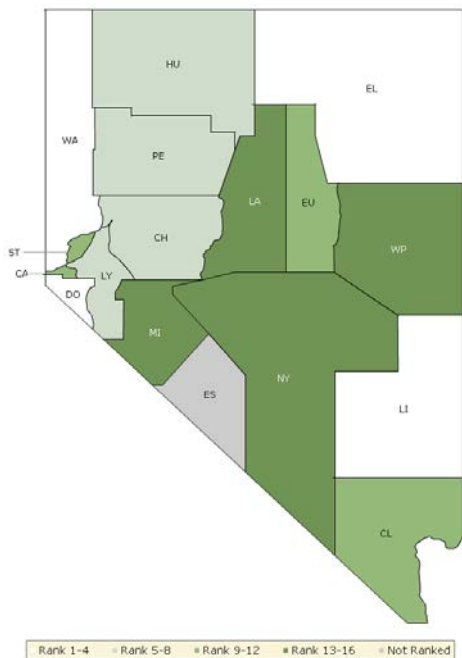 HU
EL
WA
PE
LA
EU
ST
CH
WP
CA
LY
DO
MI
NY
ES
LI
CL
Rank 1-4 Rank 5-8 Rank 9-12 Rank 13-16 Not Ranked